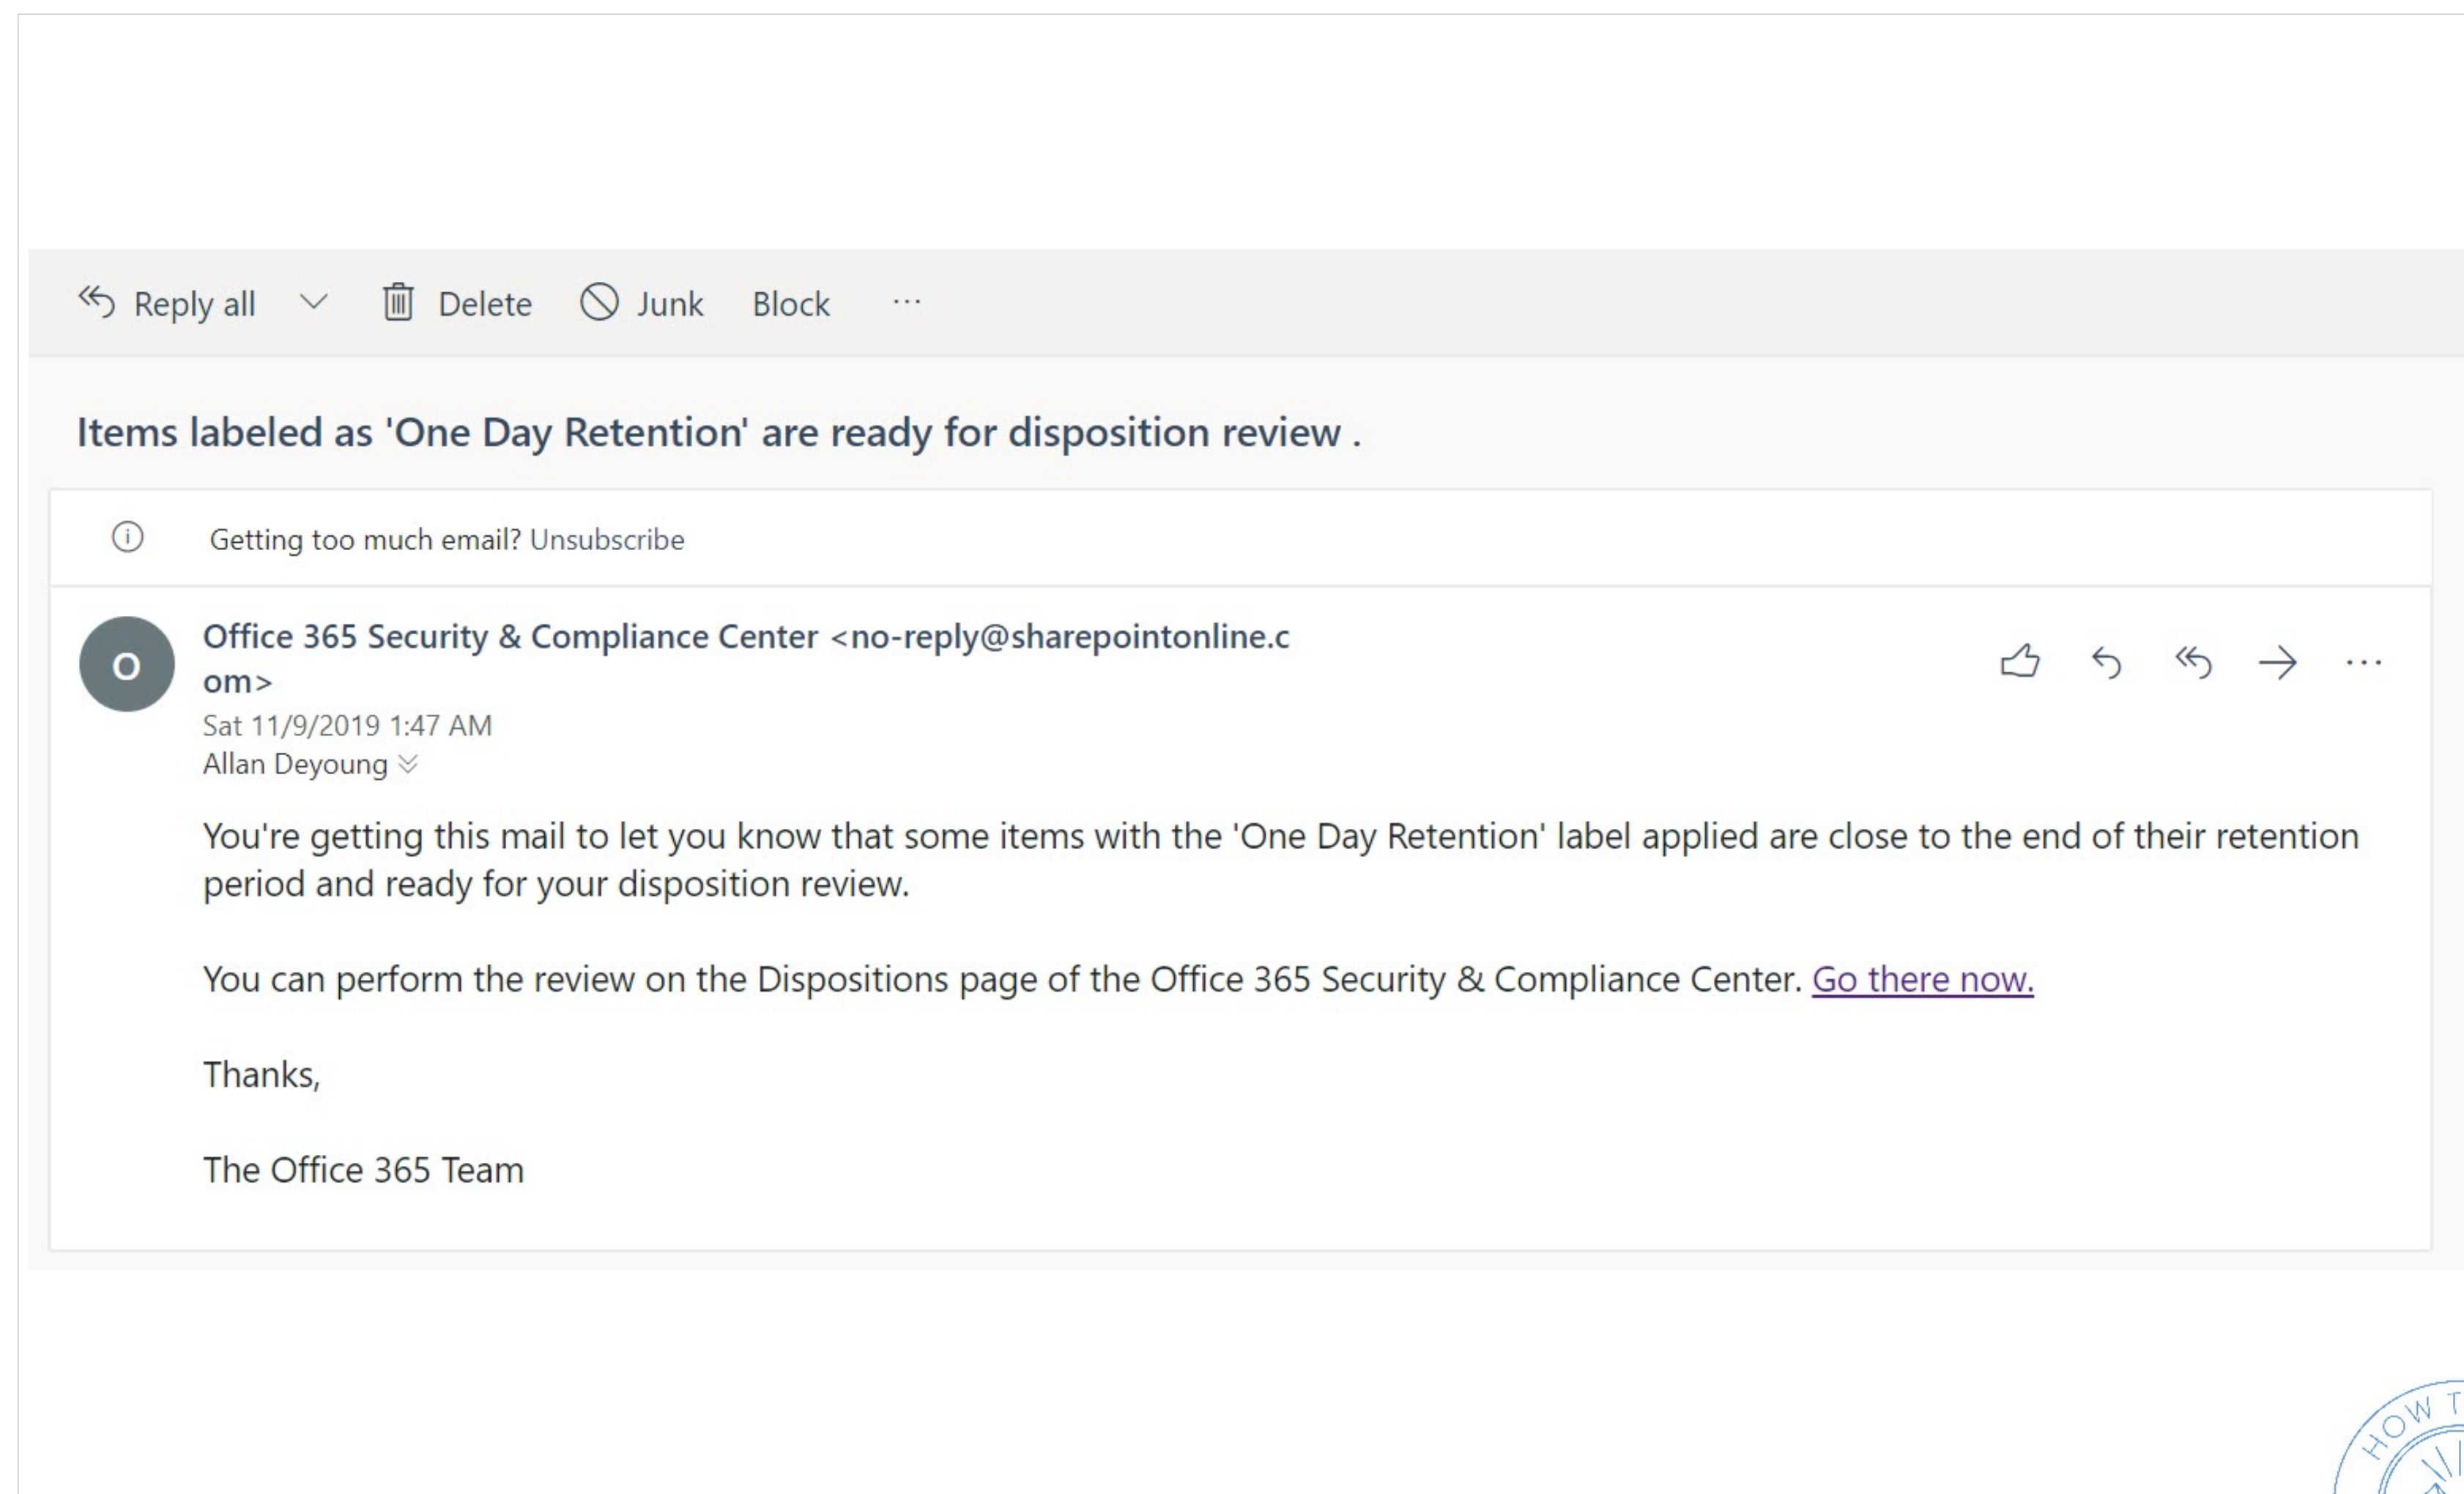 Reply all Delete Junk Block ...
Items labeled as 'One Day Retention' are ready for disposition review .
Getting too much email? Unsubscribe
O
Office 365 Security & Compliance Center <no-reply@sharepointonline.c
om>
Sat 11/9/2019 1:47 AM
Allan Deyoung
You're getting this mail to let you know that some items with the 'One Day Retention' label applied are close to the end of their retention
period and ready for your disposition review.
You can perform the review on the Dispositions page of the Office 365 Security & Compliance Center. Go there now.
Thanks,
The Office 365 Team
HOW T